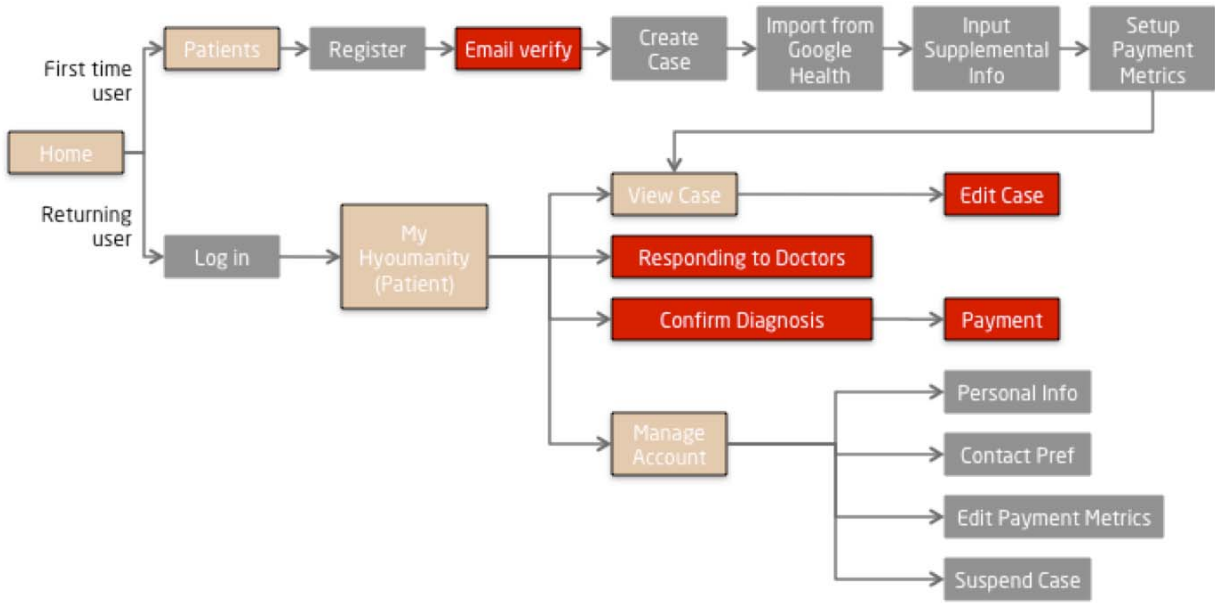 Patients
Register
Email verify
Create
Case
Import from
Google
Health
Input
Supplemental
Info
Setup
Payment
Metrics
First time
user
Home
Returning
user
Log in
My
Hyoumanity
(Patient)
View Case
Edit Case
Responding to Doctors
Confirm Diagnosis
Payment
Manage
Account
Personal Info
Contact Pref
Edit Payment Metrics
Suspend Case